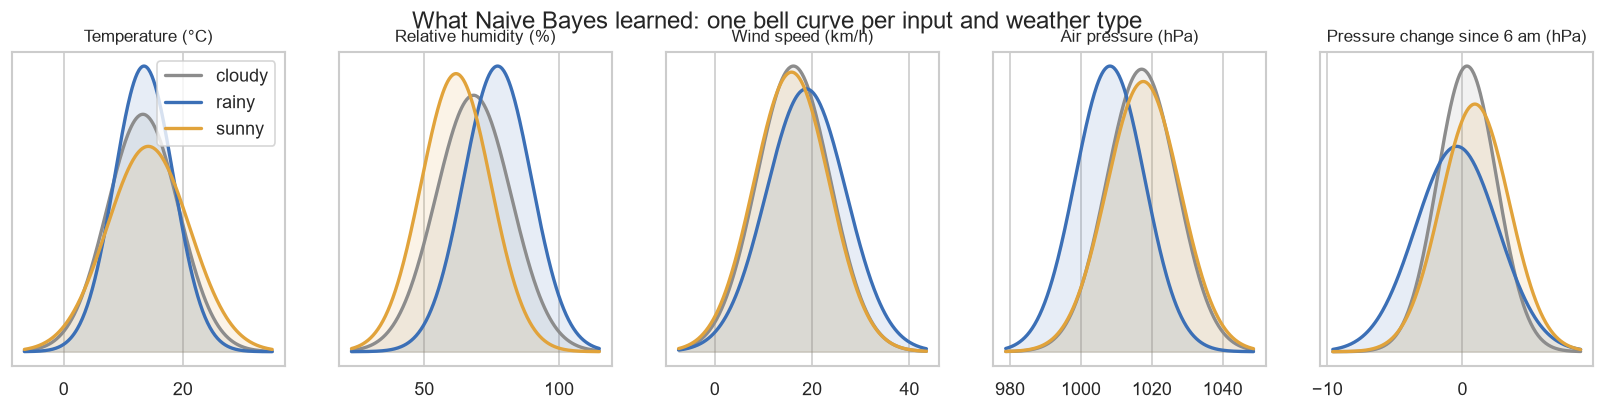 What Naive Bayes learned: one bell curve per input and weather type
Temperature (°C)
Relative humidity (%)
Wind speed (km/h)
Air pressure (hPa)
Pressure change since 6 am (hPa)
cloudy
rainy
sunny
0 20
50 100
0 20 40
980 1000 1020 1040
−10 0